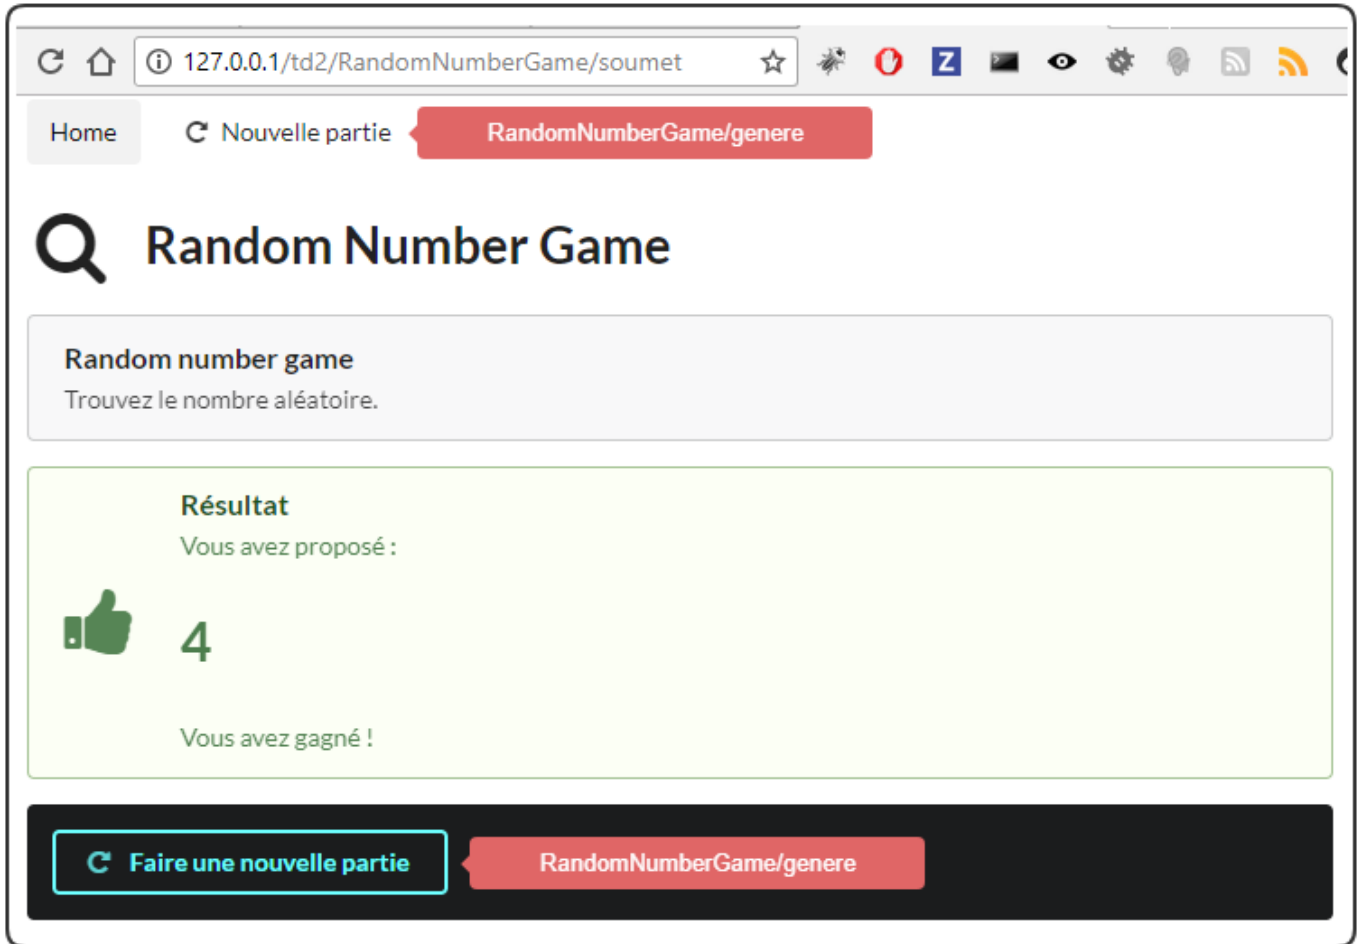 127.0.0.1/td2/RandomNumberGame/soumet
Z
Home
Nouvelle partie
RandomNumberGame/genere
Random Number Game
Random number game
Trouvez le nombre aléatoire.
Résultat
Vous avez proposé :
4
Vous avez gagné !
Faire une nouvelle partie
RandomNumberGame/genere